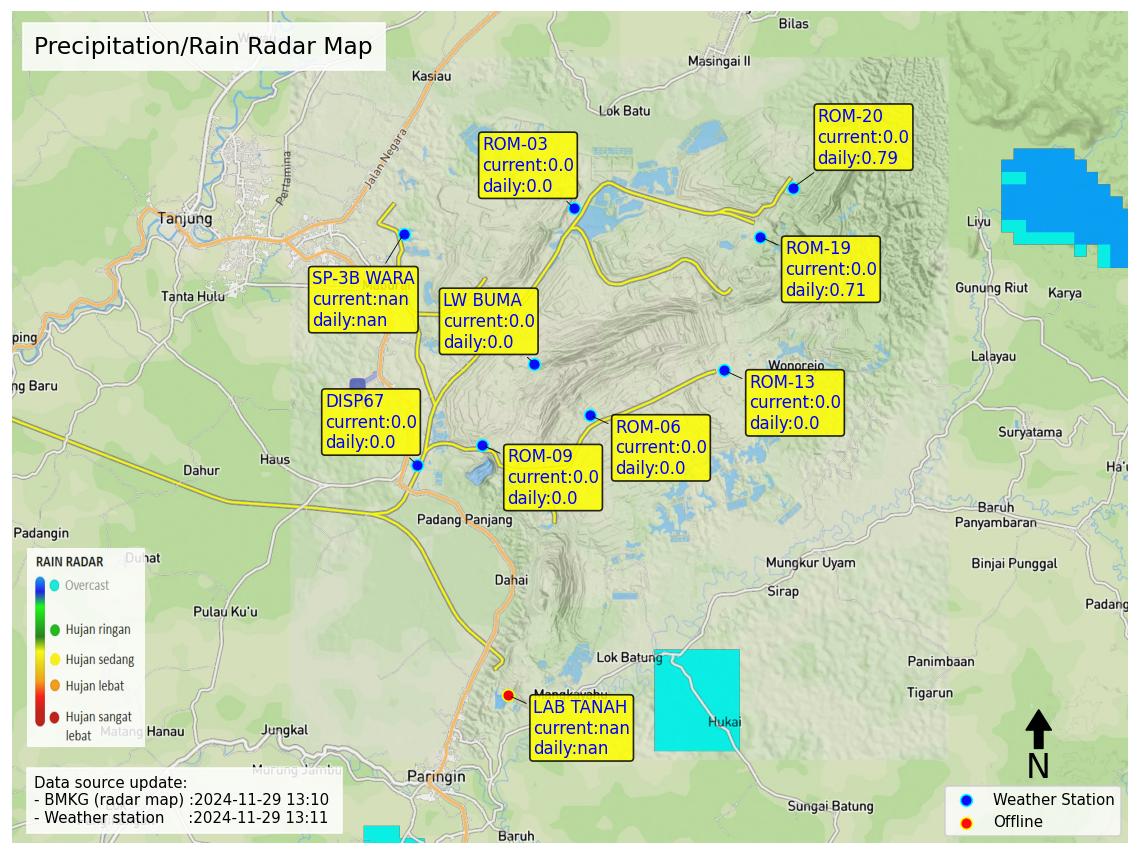 Precipitation/Rain Radar Map
Bilas
Masingai II
Kasiau
Lok Batu
Jalan Negara
Pertamina
Tanjung
Tanta Hulu
ROM-03
current:0.0
daily:0.0
ROM-20
current:0.0
daily:0.79
ROM-19
current:0.0
daily:0.71
SP-3B WARA
current:nan
daily:nan
LW BUMA
current:0.0
daily:0.0
Liyu
Gunung Riut
Karya
Lalayau
ping
ng Baru
Wonorejo
ROM-13
current:0.0
daily:0.0
DISP67
current:0.0
daily:0.0
ROM-06
current:0.0
daily:0.0
ROM-09
current:0.0
daily:0.0
Suryatama
Haus
Dahur
Ha'u
Baruh
Panyambaran
Padang Panjang
Padangin
Duhat
Dahai
Mungkur Uyam
Binjai Punggal
Sirap
Padang
Pulau Ku'u
RAIN RADAR
Overcast
Hujan ringan
Hujan sedang
Hujan lebat
Hujan sangat
lebat
Lok Batung
Panimbaan
Tigarun
LAB TANAH
current:nan
daily:nan
Hukai
Matang Hanau
Jungkal
Murung Jambu
Paringin
Sungai Batung
Baruh
Data source update:
- BMKG (radar map) :2024-11-29 13:10
- Weather station :2024-11-29 13:11
N
Weather Station
Offline